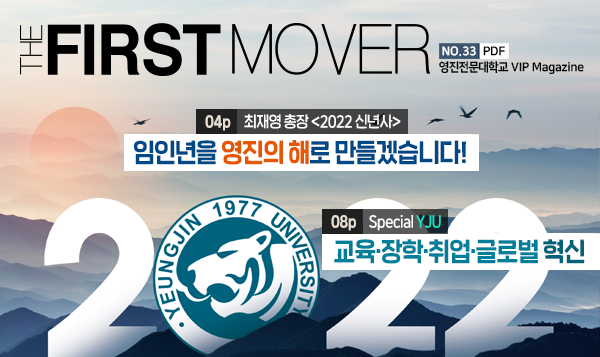 THE FIRST MOVER
NO.33 PDF
영진전문대학교 VIP Magazine
04p 최재영 총장 <2022 신년사>
임인년을 영진의 해로 만들겠습니다!
08p Special YJU
교육·장학·취업·글로벌 혁신
2022
· YEUNGJIN 1977 UNIVERSITY ·